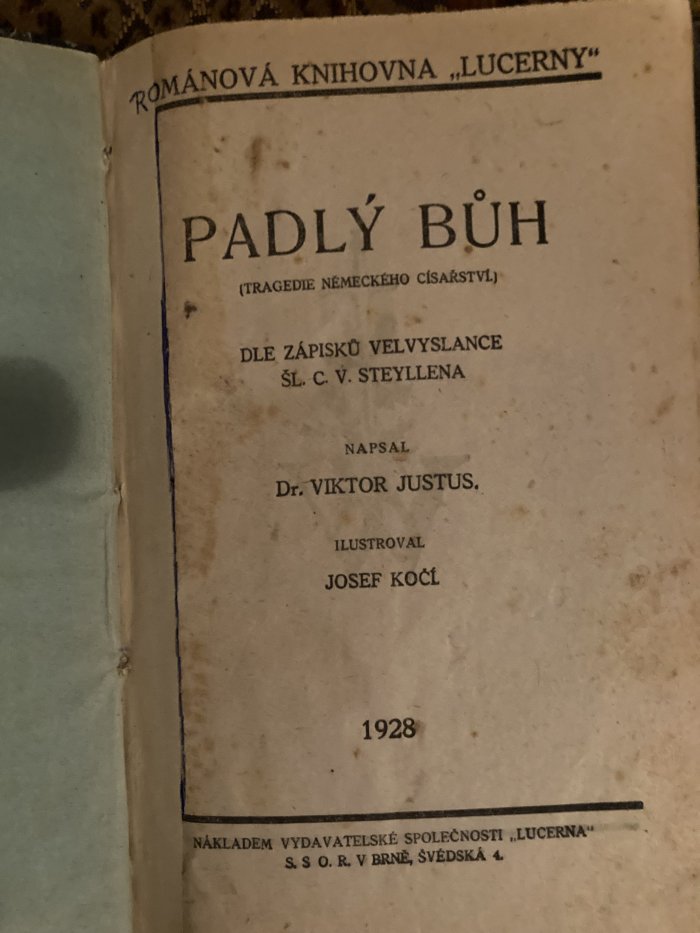 ROMÁNOVÁ KNIHOVNA „LUCERNY“
PADLÝ BŮH
(TRAGEDIE NĚMECKÉHO CÍSAŘSTVÍ.)
DLE ZÁPISKŮ VELVYSLANCE
ŠL. C. V. STEYLLENA
NAPSAL
Dr. VIKTOR JUSTUS.
ILUSTROVAL
JOSEF KOČÍ.
1928
NÁKLADEM VYDAVATELSKÉ SPOLEČNOSTI „LUCERNA“
S. S O. R. V BRNĚ, ŠVÉDSKÁ 4.